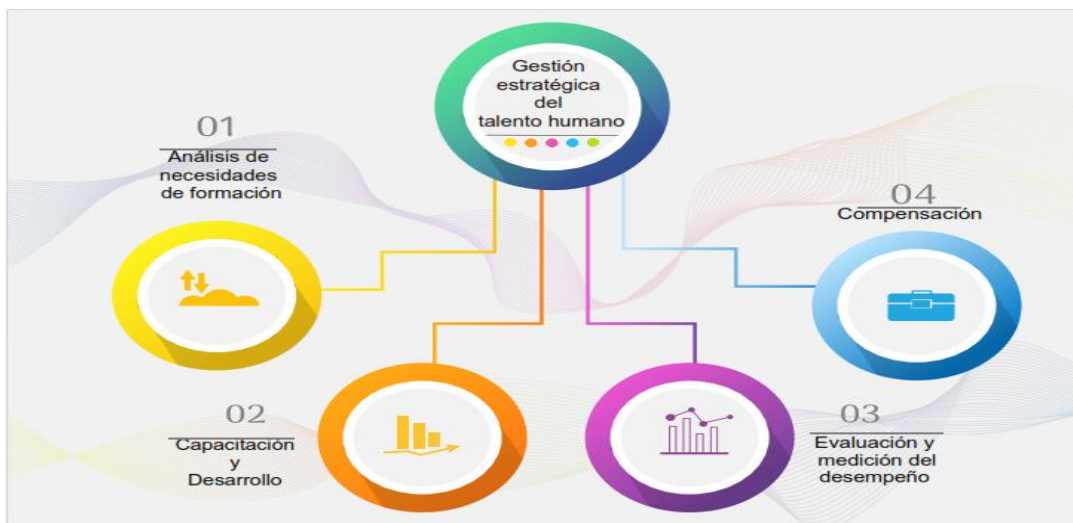 Gestión
estratégica
del
talento humano
01
Análisis de
necesidades
de formación
04
Compensación
02
Capacitación
y
Desarrollo
03
Evaluación y
medición del
desempeño